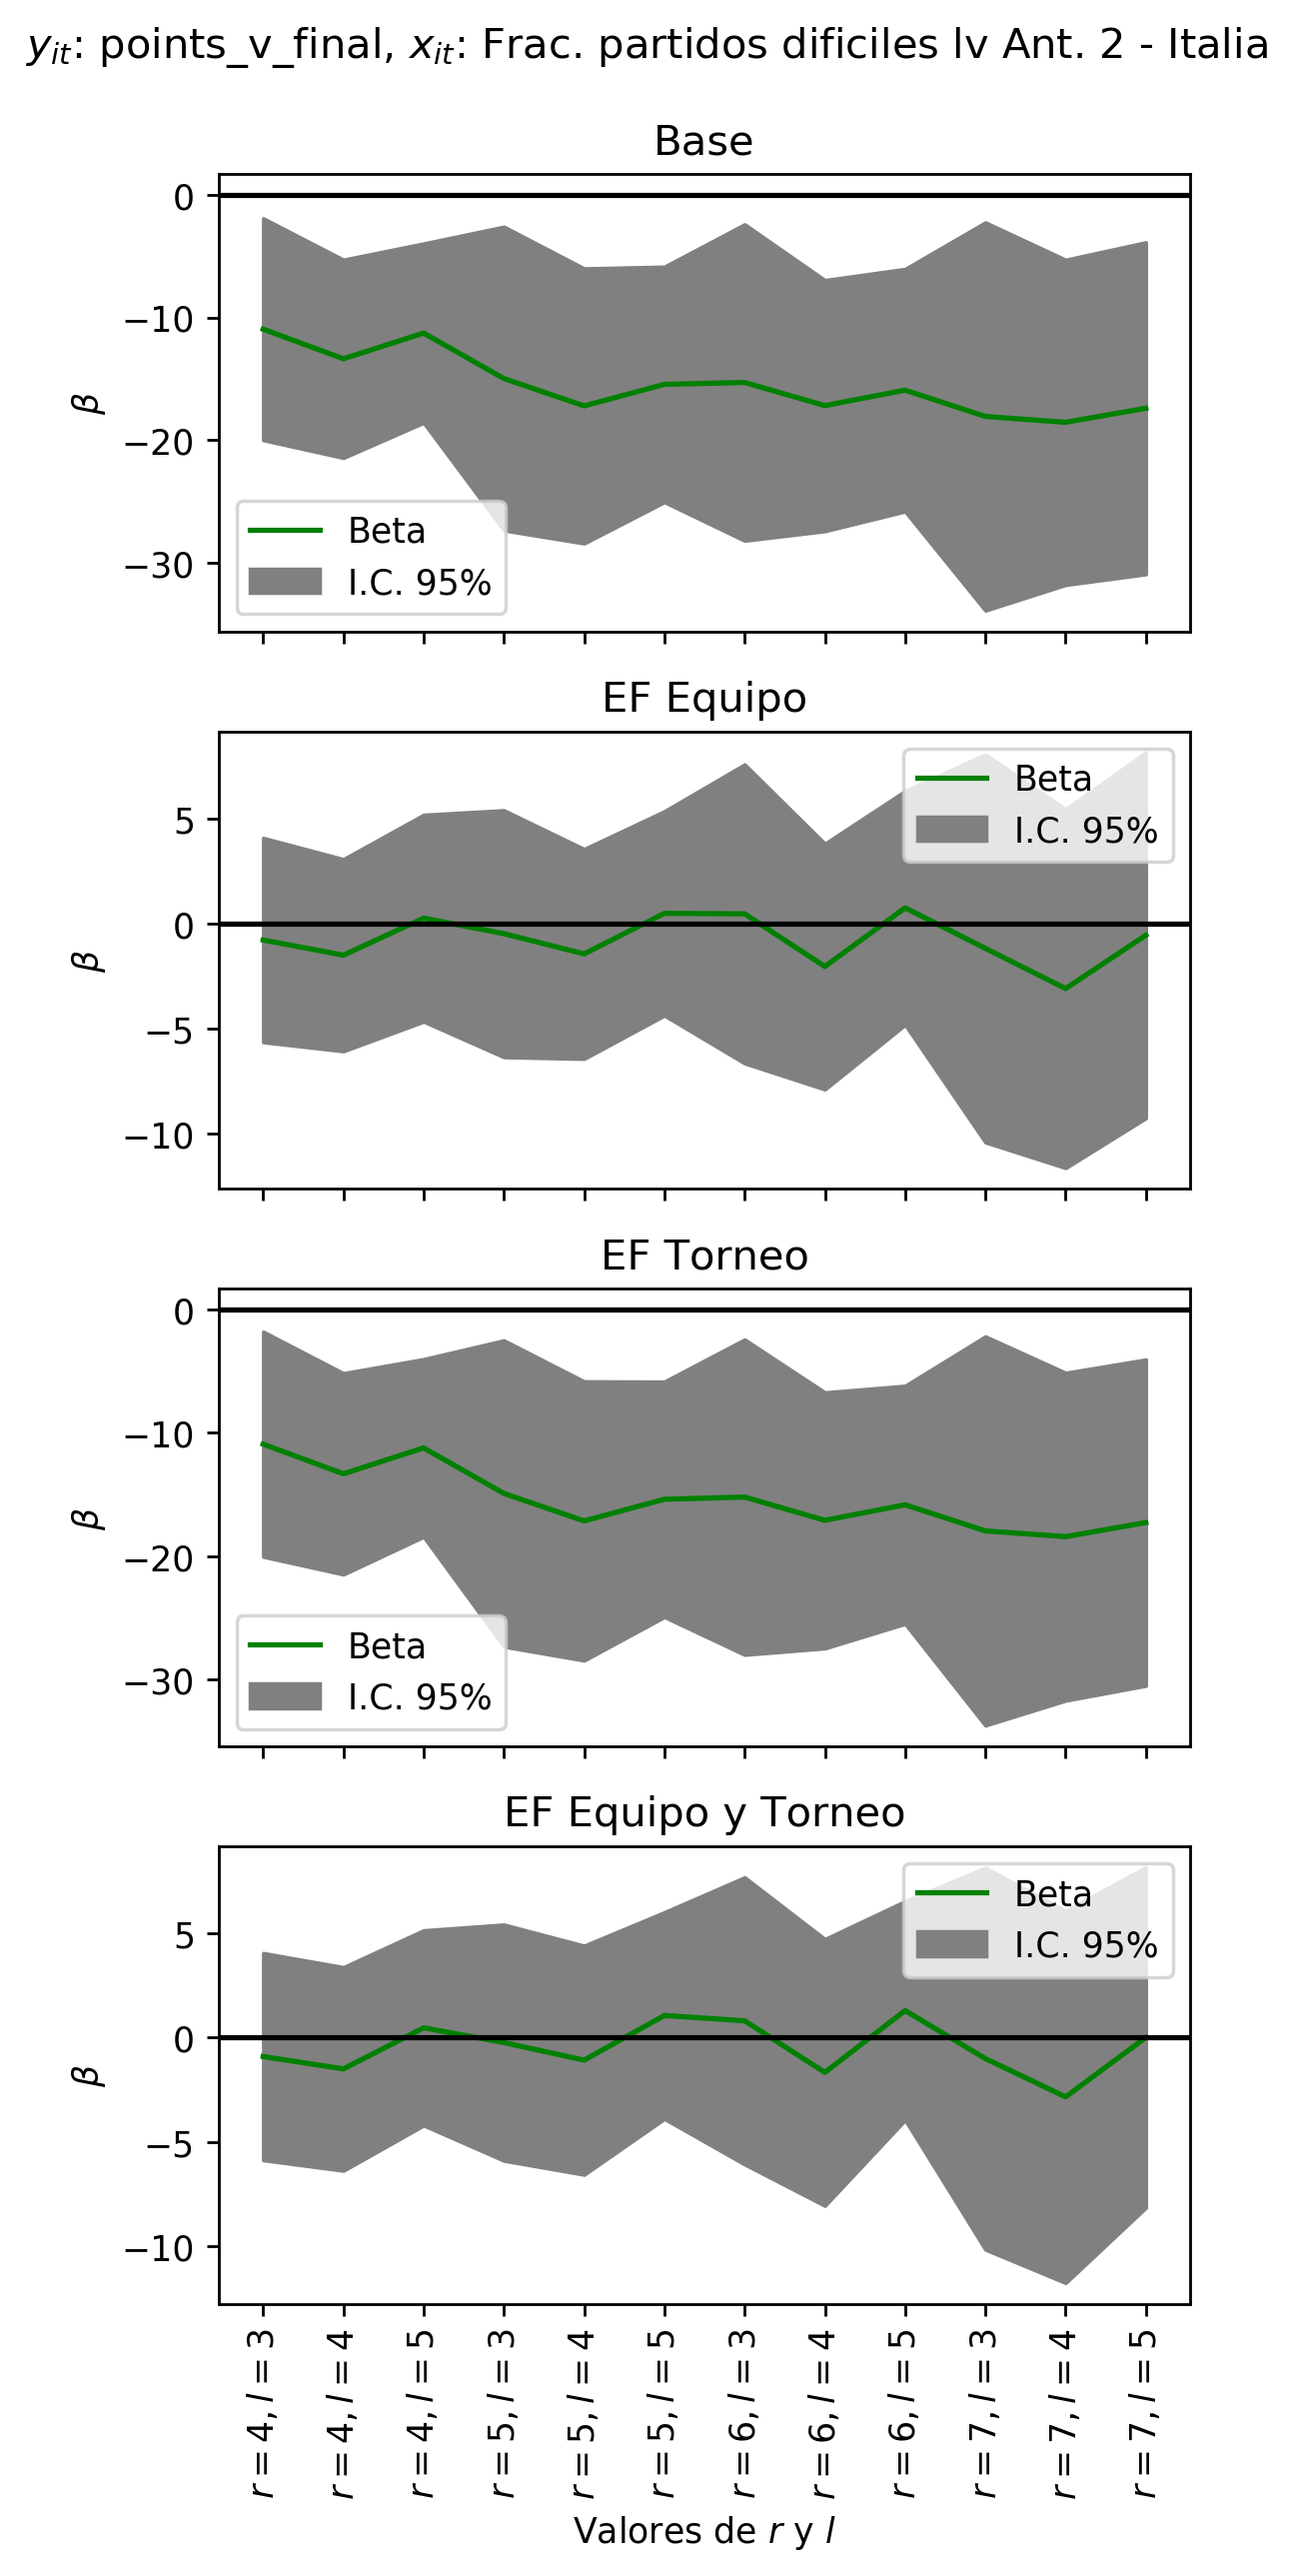 y_it: points_v_final, x_it: Frac. partidos dificiles lv Ant. 2 - Italia
Base
0
−10
−20
−30
β
Beta
I.C. 95%
EF Equipo
5
0
−5
−10
β
Beta
I.C. 95%
EF Torneo
0
−10
−20
−30
β
Beta
I.C. 95%
EF Equipo y Torneo
5
0
−5
−10
β
Beta
I.C. 95%
r = 4, l = 3
r = 4, l = 4
r = 4, l = 5
r = 5, l = 3
r = 5, l = 4
r = 5, l = 5
r = 6, l = 3
r = 6, l = 4
r = 6, l = 5
r = 7, l = 3
r = 7, l = 4
r = 7, l = 5
Valores de r y l